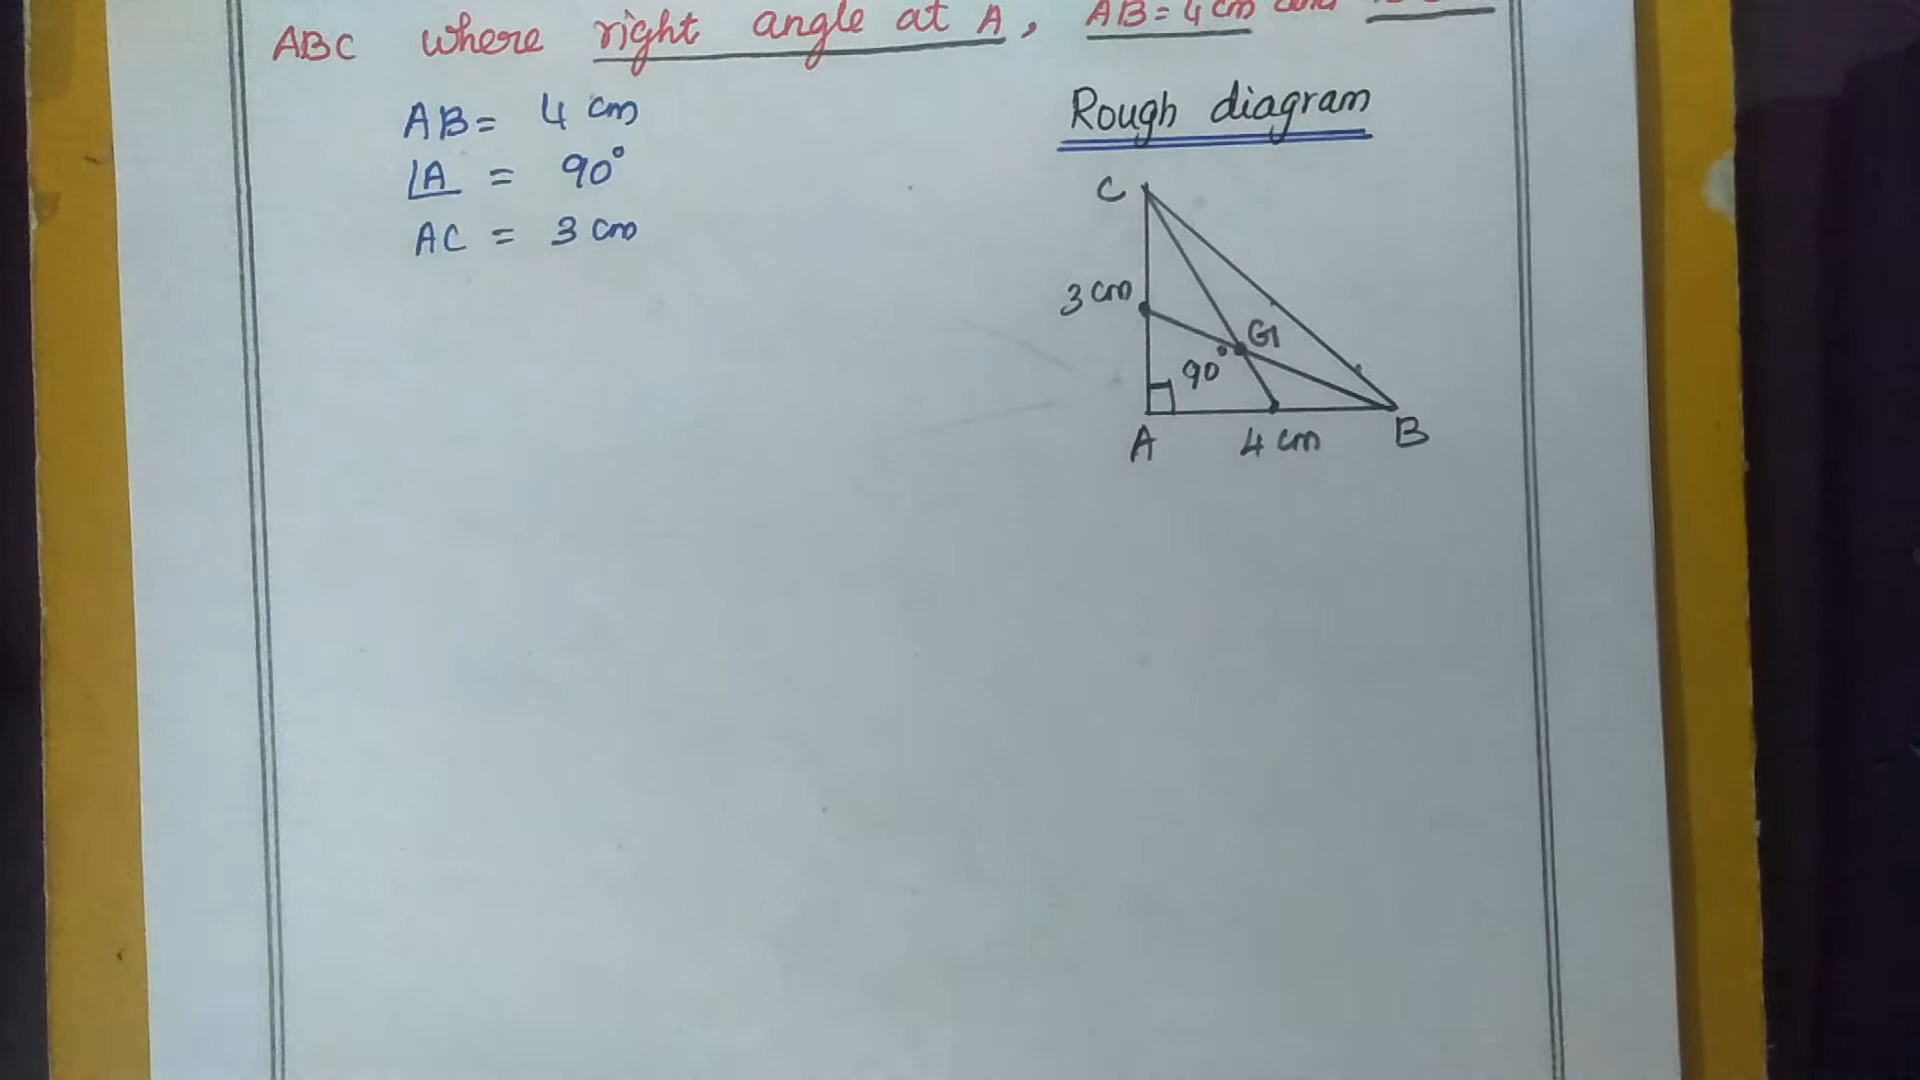 ABC where right angle at A, AB = 4 cm
AB = 4 cm
∠A = 90°
AC = 3 cm
Rough diagram
C
3 cm
G
90°
A
4 cm
B